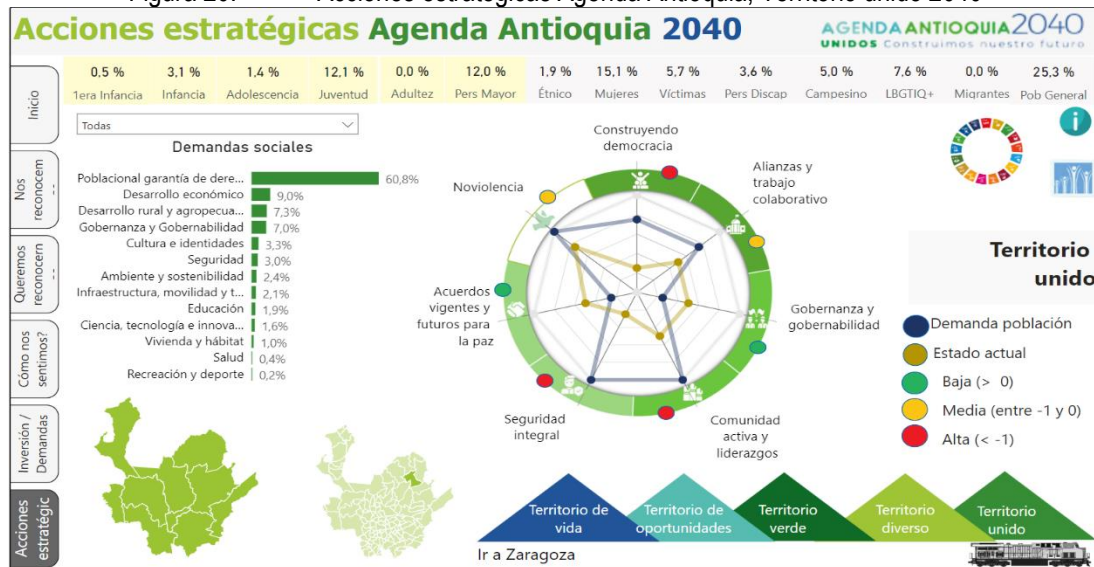 Figura 20. Acciones estratégicas Agenda Antioquia, Territorio unido 2040
Acciones estratégicas Agenda Antioquia 2040
AGENDA ANTIOQUIA 2040
UNIDOS Construimos nuestro futuro
0,5 % 3,1 % 1,4 % 12,1 % 0,0 % 12,0 % 1,9 % 15,1 % 5,7 % 3,6 % 5,0 % 7,6 % 0,0 % 25,3 %
1era Infancia Infancia Adolescencia Juventud Adultez Pers Mayor Étnico Mujeres Víctimas Pers Discap Campesino LBGTIQ+ Migrantes Pob General
Inicio
Nos
reconocem
...
Queremos
reconocern
...
Cómo nos
sentimos?
Inversión /
Demandas
Acciones
estratégic
Todas
Demandas sociales
Poblacional garantía de dere... 60,8%
Desarrollo económico 9,0%
Desarrollo rural y agropecua... 7,3%
Gobernanza y Gobernabilidad 7,0%
Cultura e identidades 3,3%
Seguridad 3,0%
Ambiente y sostenibilidad 2,4%
Infraestructura, movilidad y t... 2,1%
Educación 1,9%
Ciencia, tecnología e innova... 1,6%
Vivienda y hábitat 1,0%
Salud 0,4%
Recreación y deporte 0,2%
Construyendo
democracia
Alianzas y
trabajo
colaborativo
Gobernanza y
gobernabilidad
Comunidad
activa y
liderazgos
Seguridad
integral
Acuerdos
vigentes y
futuros para
la paz
Noviolencia
i
Territorio
unido
Demanda población
Estado actual
Baja (> 0)
Media (entre -1 y 0)
Alta (< -1)
Territorio de
vida
Territorio de
oportunidades
Territorio
verde
Territorio
diverso
Territorio
unido
Ir a Zaragoza